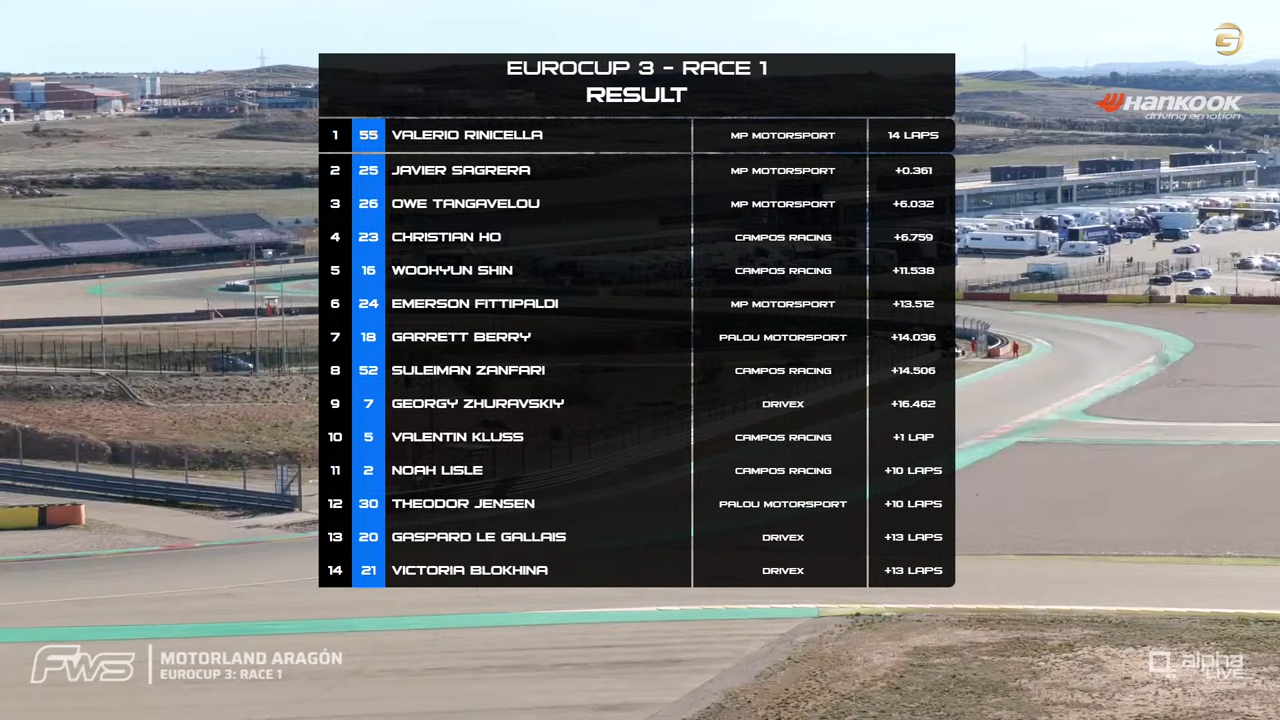 EUROCUP 3 - RACE 1
RESULT
HANKOOK
driving emotion
1 55 VALERIO RINICELLA MP MOTORSPORT 14 LAPS
2 25 JAVIER SAGRERA MP MOTORSPORT +0.361
3 26 OWE TANGAVELOU MP MOTORSPORT +6.032
4 23 CHRISTIAN HO CAMPOS RACING +6.759
5 16 WOOHYUN SHIN CAMPOS RACING +11.538
6 24 EMERSON FITTIPALDI MP MOTORSPORT +13.512
7 18 GARRETT BERRY PALOU MOTORSPORT +14.036
8 52 SULEIMAN ZANFARI CAMPOS RACING +14.506
9 7 GEORGY ZHURAVSKIY DRIVEX +16.462
10 5 VALENTIN KLUSS CAMPOS RACING +1 LAP
11 2 NOAH LISLE CAMPOS RACING +10 LAPS
12 30 THEODOR JENSEN PALOU MOTORSPORT +10 LAPS
13 20 GASPARD LE GALLAIS DRIVEX +13 LAPS
14 21 VICTORIA BLOKHINA DRIVEX +13 LAPS
FWS
MOTORLAND ARAGÓN
EUROCUP 3: RACE 1
alpha
LIVE